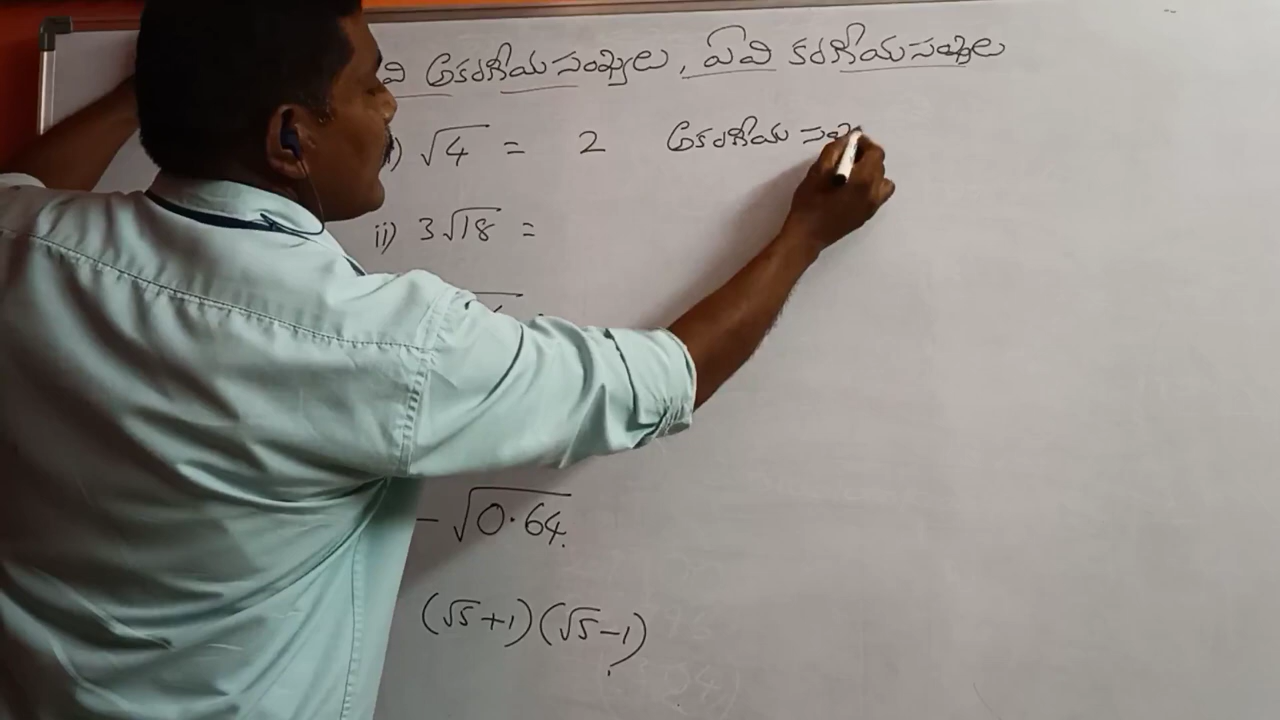 వి అకరణీయ సంఖ్యలు, ఏవి కరణీయ సంఖ్యలు
i) √4 = 2 అకరణీయ సంఖ్య
ii) 3√18 =
-√0.64
(√5+1)(√5-1)